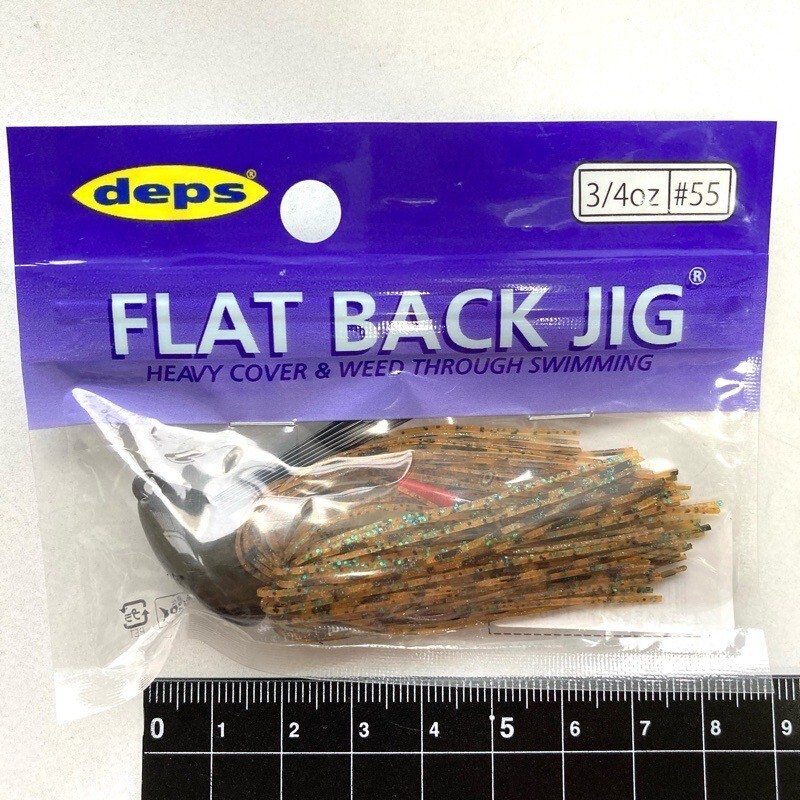 deps®
3/4oz #55
FLAT BACK JIG®
HEAVY COVER & WEED THROUGH SWIMMING
0 1 2 3 4 5 6 7 8 9